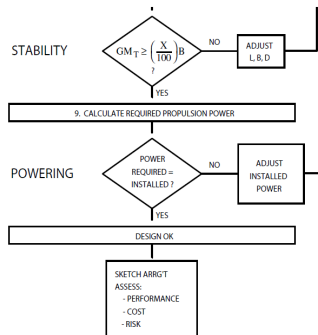 STABILITY
GM_T ≥ (X/100)B
?
NO
ADJUST
L, B, D
YES
9. CALCULATE REQUIRED PROPULSION POWER
POWERING
POWER
REQUIRED =
INSTALLED ?
NO
ADJUST
INSTALLED
POWER
YES
DESIGN OK
SKETCH ARRG'T
ASSESS:
- PERFORMANCE
- COST
- RISK